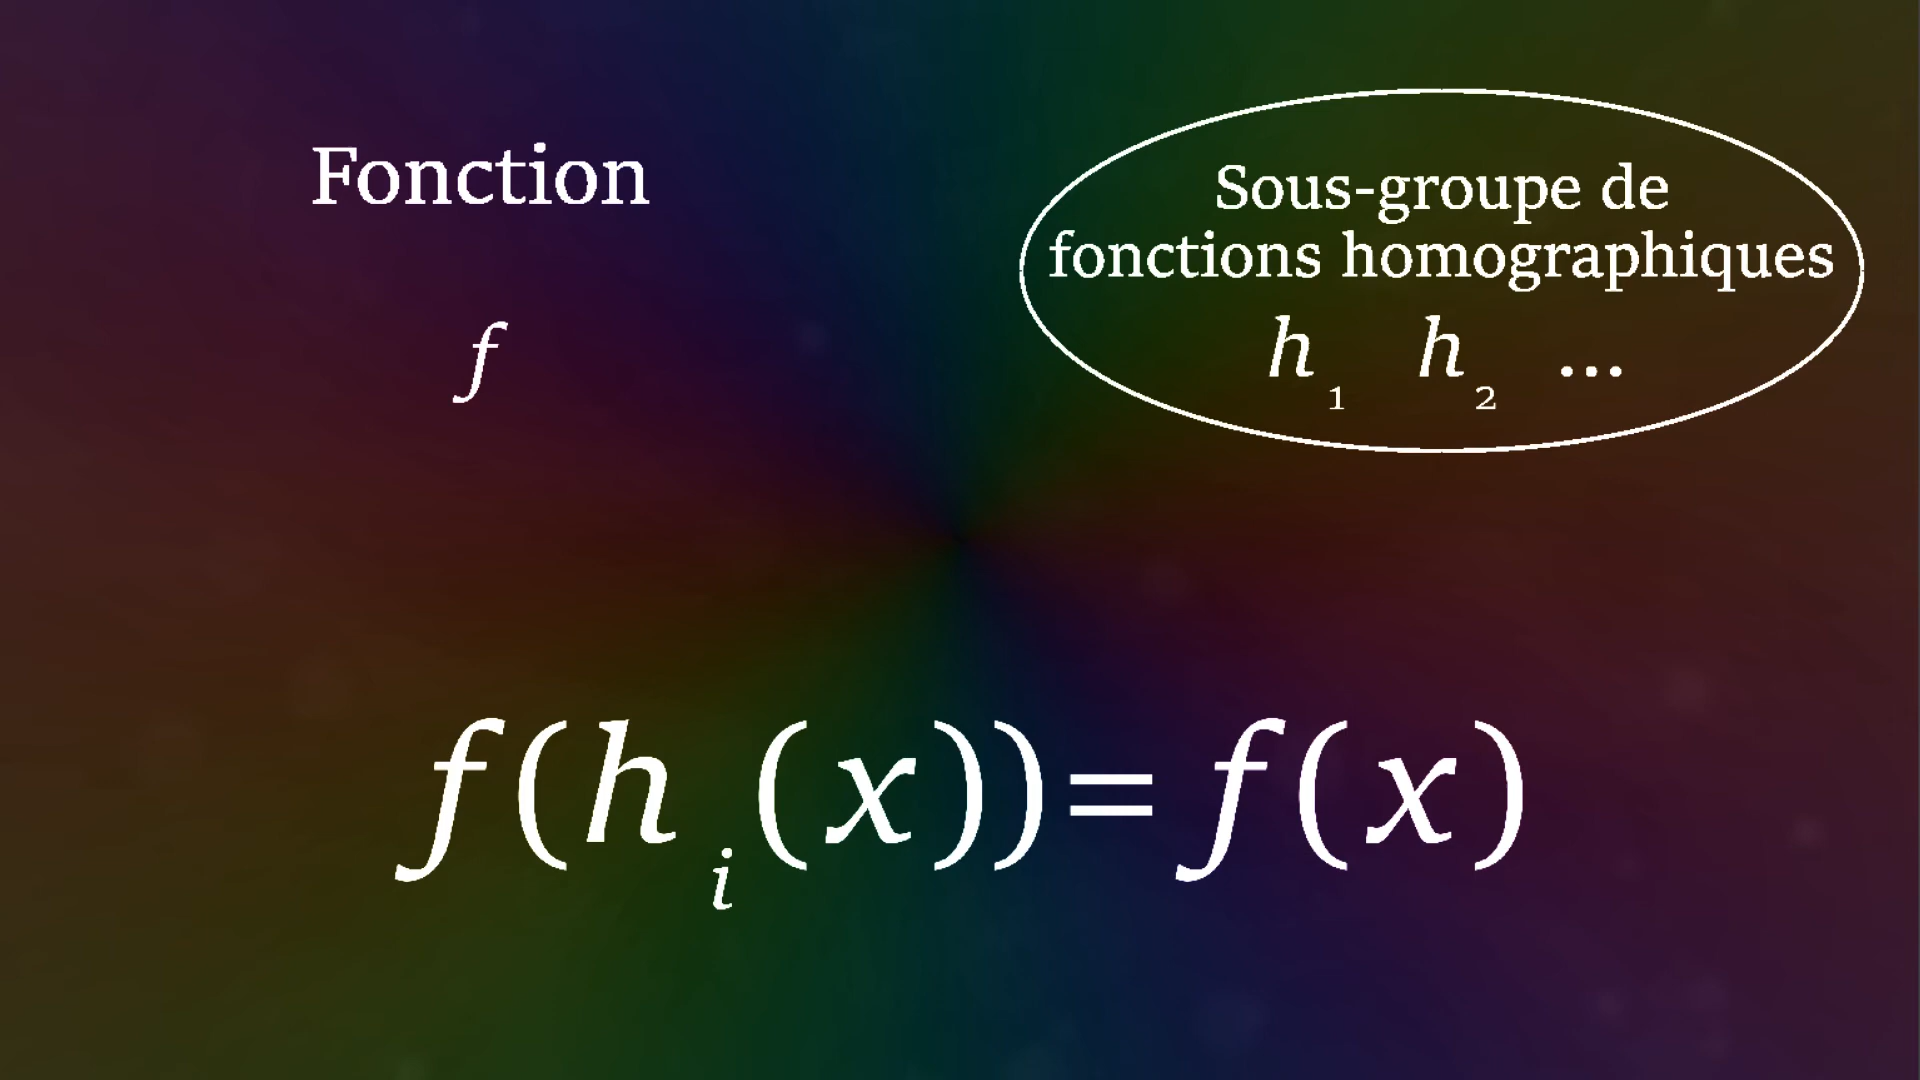 Fonction
f
Sous-groupe de
fonctions homographiques
h₁ h₂ ...
f(hᵢ(x))=f(x)